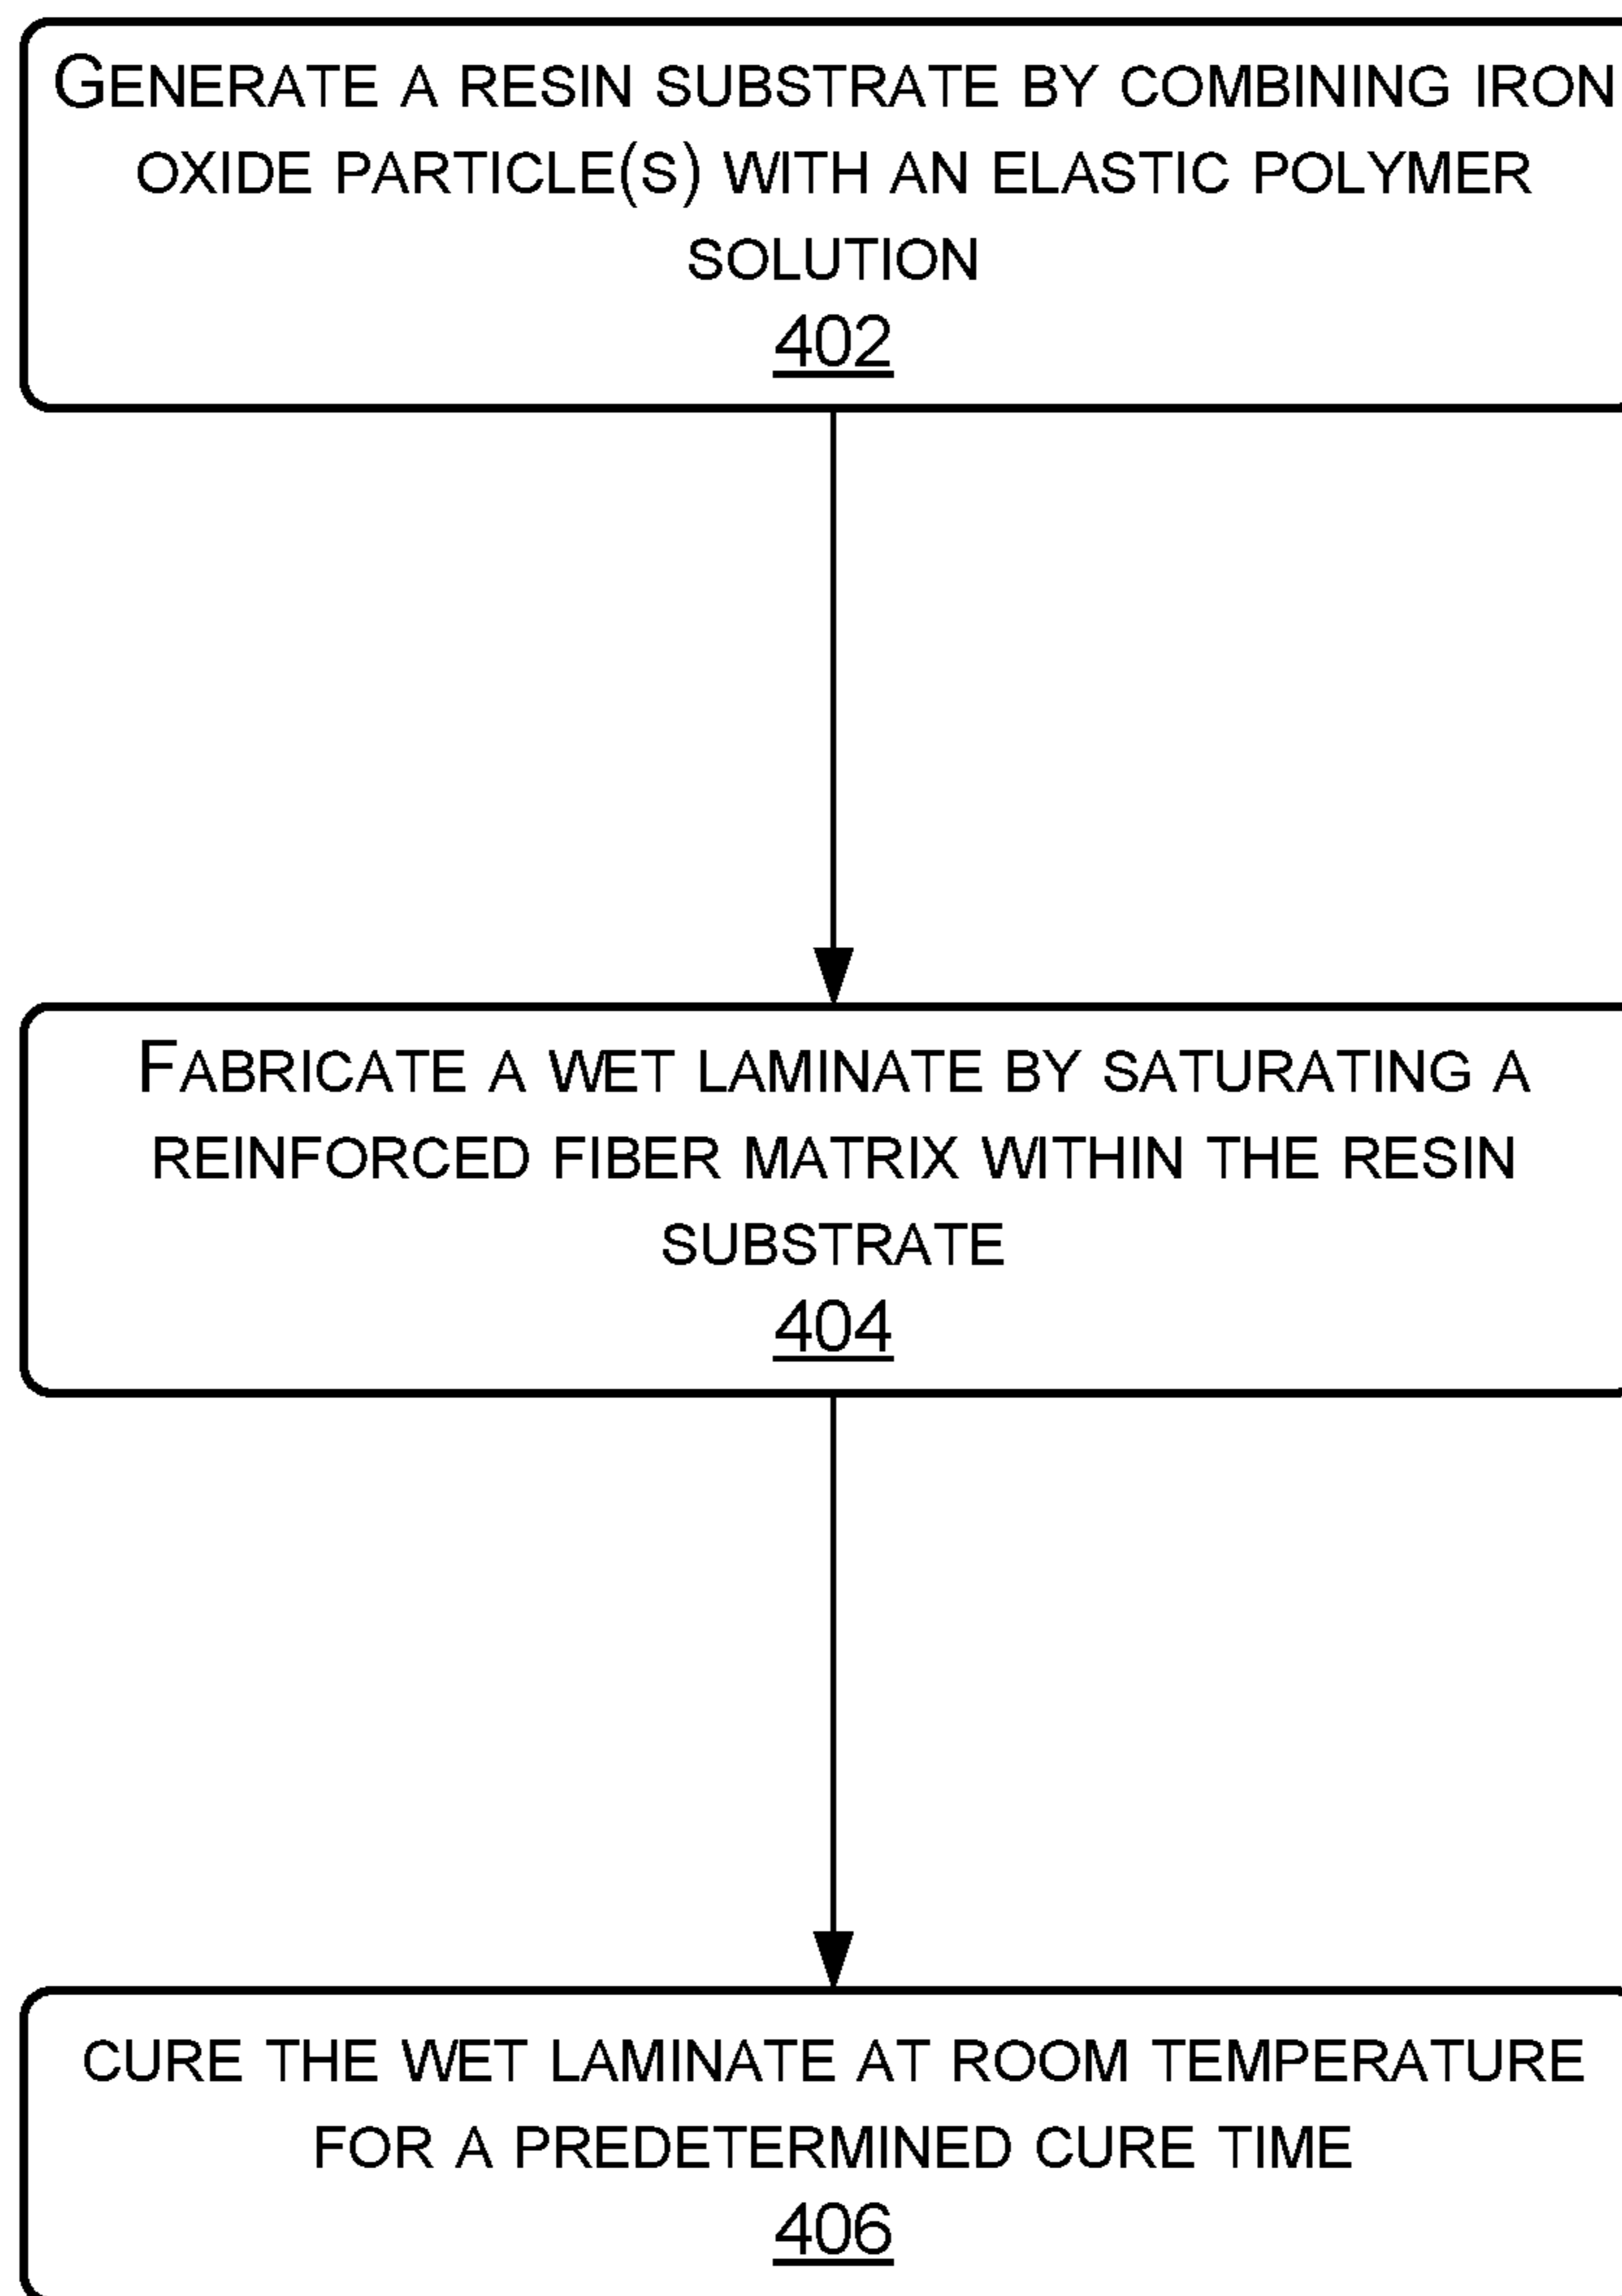 GENERATE A RESIN SUBSTRATE BY COMBINING IRON
OXIDE PARTICLE(S) WITH AN ELASTIC POLYMER
SOLUTION
402
FABRICATE A WET LAMINATE BY SATURATING A
REINFORCED FIBER MATRIX WITHIN THE RESIN
SUBSTRATE
404
CURE THE WET LAMINATE AT ROOM TEMPERATURE
FOR A PREDETERMINED CURE TIME
406